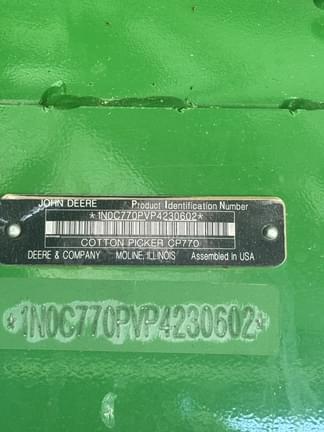 JOHN DEERE Product Identification Number
*1N0C770PVP4230602*
COTTON PICKER CP770
DEERE & COMPANY MOLINE, ILLINOIS Assembled in USA
*1N0C770PVP4230602*